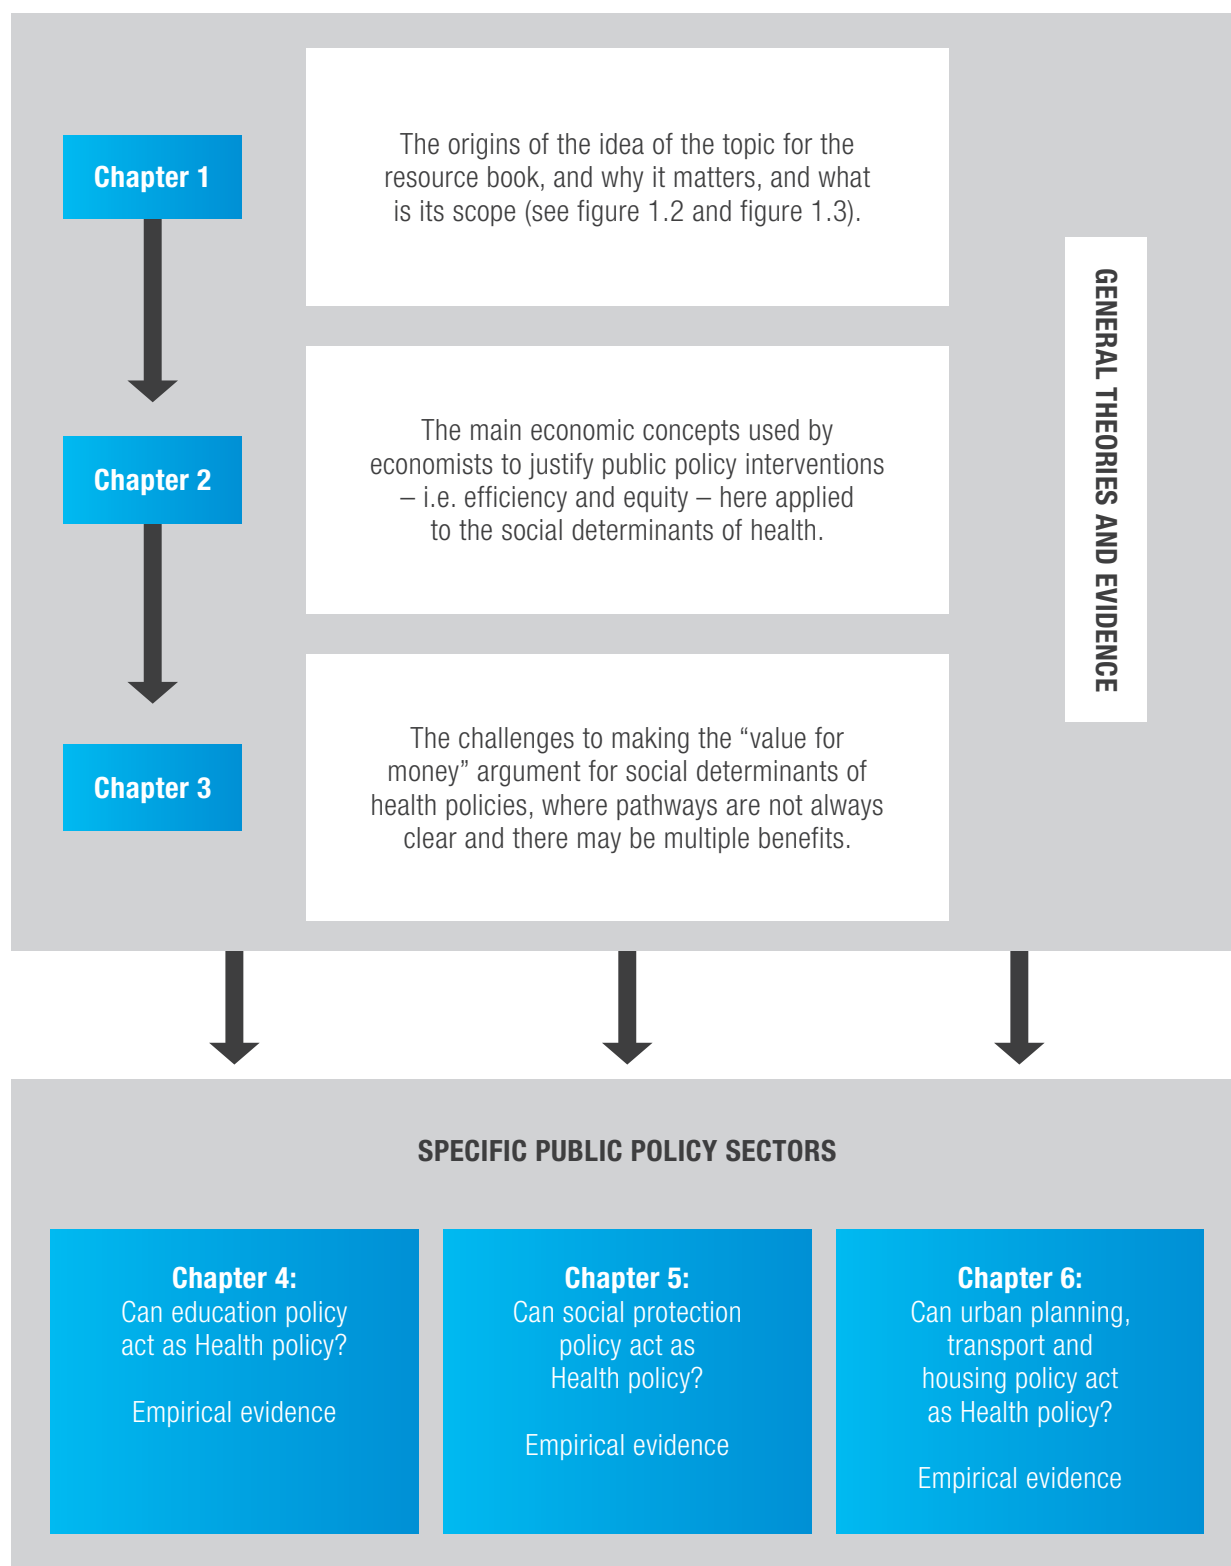 Chapter 1
The origins of the idea of the topic for the
resource book, and why it matters, and what
is its scope (see figure 1.2 and figure 1.3).
Chapter 2
The main economic concepts used by
economists to justify public policy interventions
– i.e. efficiency and equity – here applied
to the social determinants of health.
Chapter 3
The challenges to making the “value for
money” argument for social determinants of
health policies, where pathways are not always
clear and there may be multiple benefits.
GENERAL THEORIES AND EVIDENCE
SPECIFIC PUBLIC POLICY SECTORS
Chapter 4:
Can education policy
act as Health policy?
Empirical evidence
Chapter 5:
Can social protection
policy act as
Health policy?
Empirical evidence
Chapter 6:
Can urban planning,
transport and
housing policy act
as Health policy?
Empirical evidence